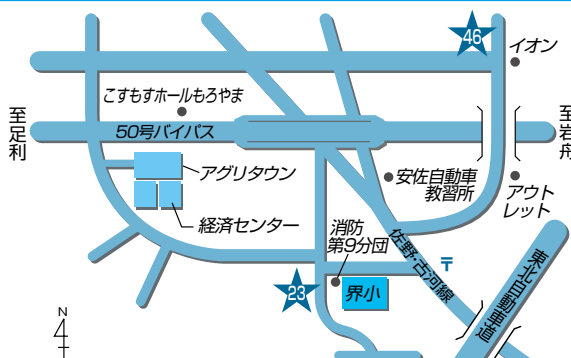 46
イオン
こすもすホールもろやま
至足利
50号バイパス
至岩舟
アグリタウン
安佐自動車
教習所
アウト
レット
経済センター
消防
第9分団
佐野・古河線
〒
東北自動車道
23
界小
N